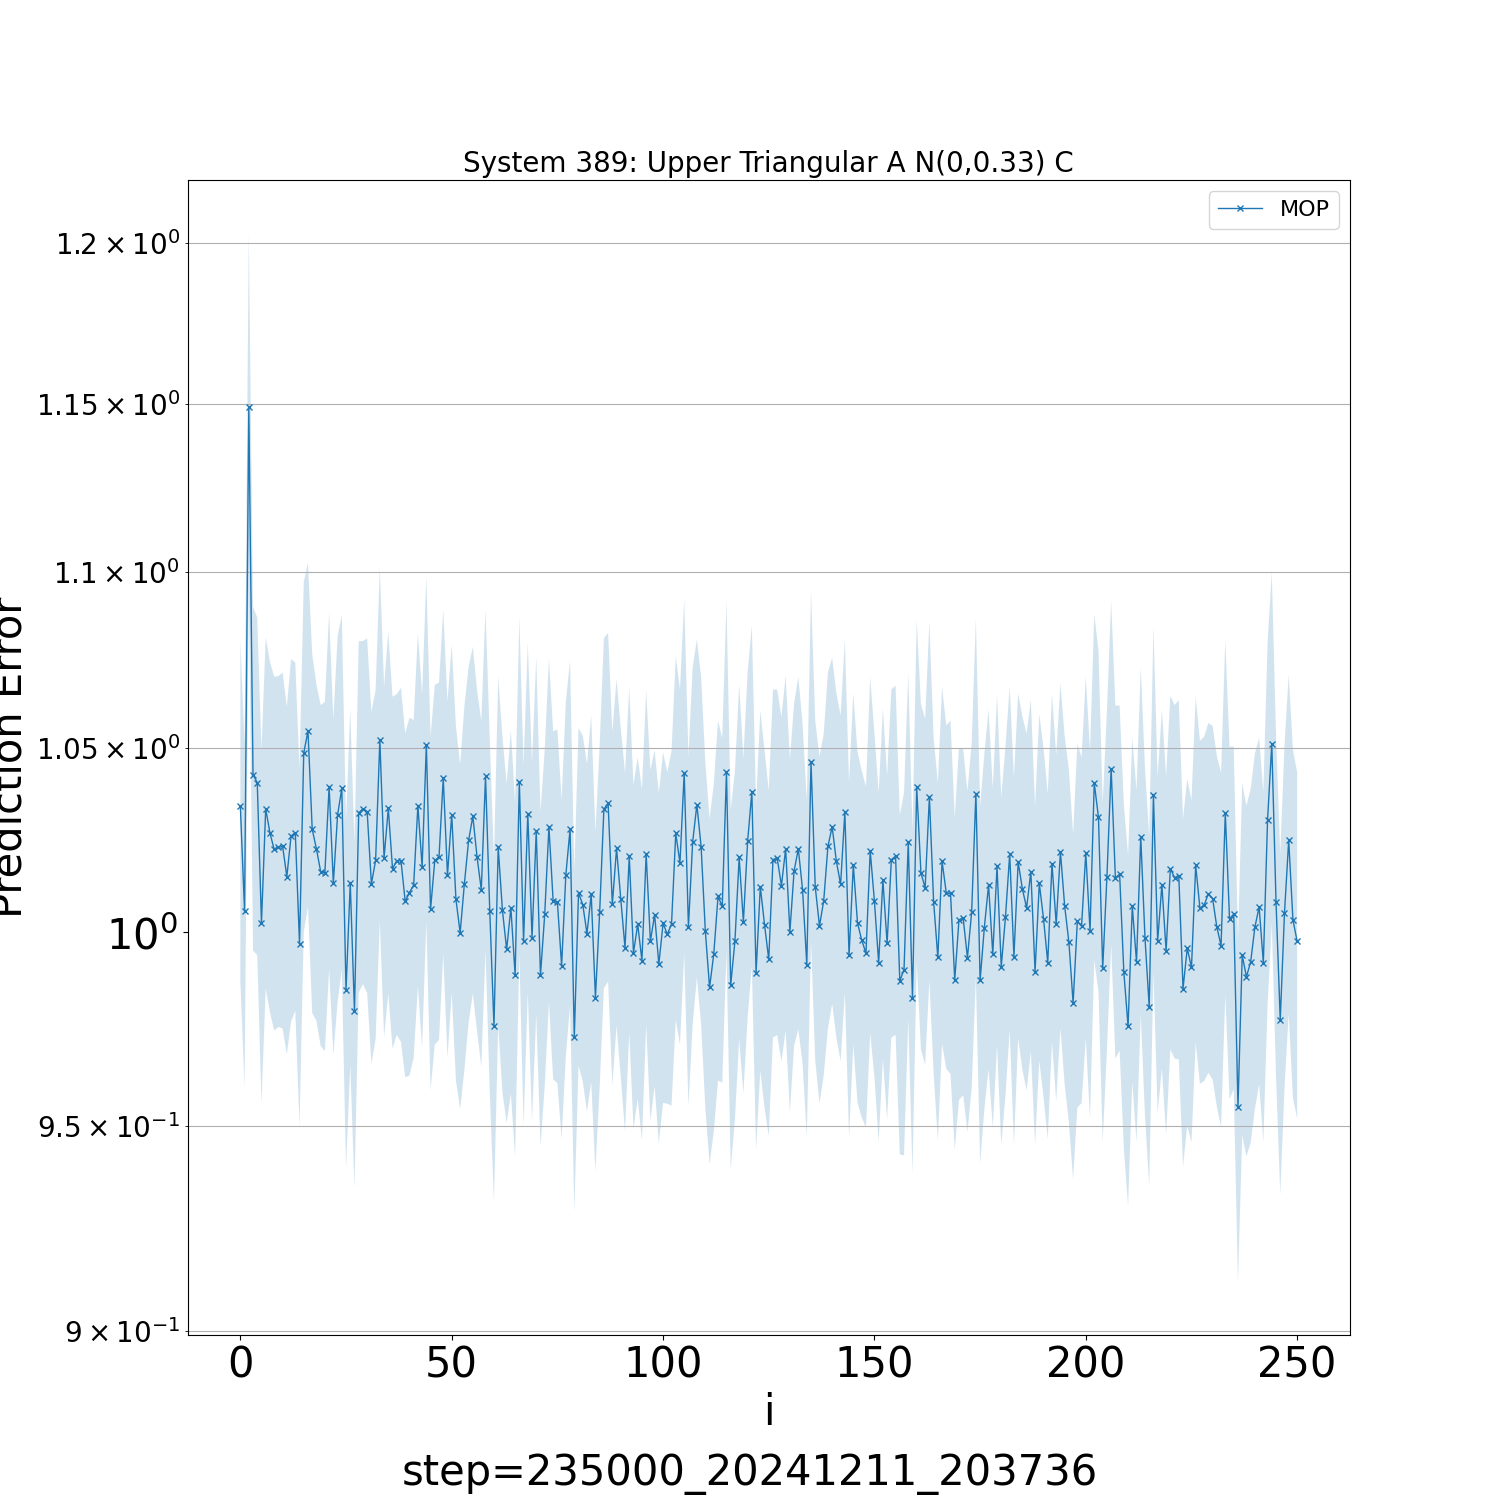 System 389: Upper Triangular A N(0,0.33) C
MOP
1.2 × 10⁰
1.15 × 10⁰
1.1 × 10⁰
1.05 × 10⁰
10⁰
9.5 × 10⁻¹
9 × 10⁻¹
Prediction Error
0 50 100 150 200 250
i
step=235000_20241211_203736